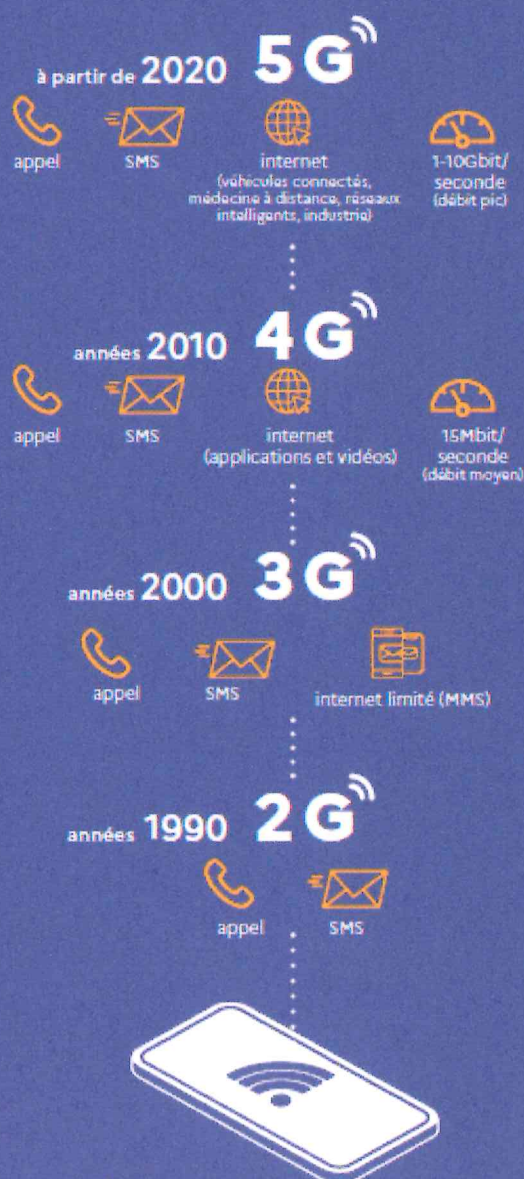 à partir de 2020 5G
appel
SMS
internet
(véhicules connectés,
médecine à distance, réseaux
intelligents, industrie)
1-10Gbit/
seconde
(débit pic)
années 2010 4G
appel
SMS
internet
(applications et vidéos)
15Mbit/
seconde
(débit moyen)
années 2000 3G
appel
SMS
internet limité (MMS)
années 1990 2G
appel
SMS